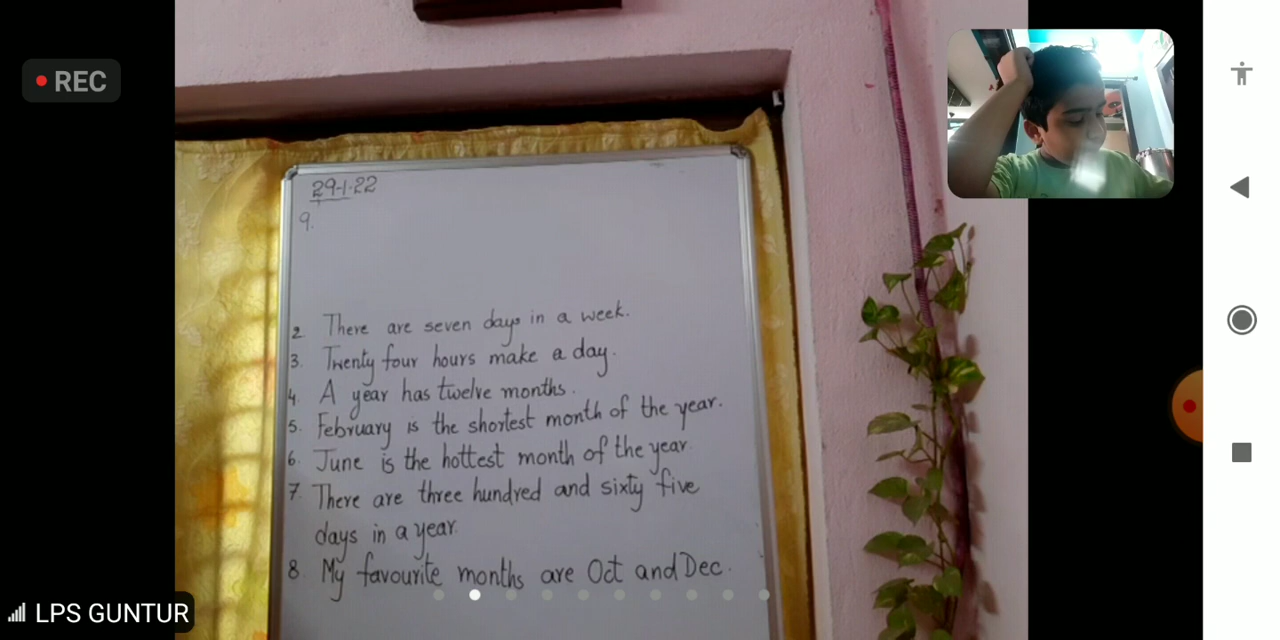 REC
29-1-22
9.
2. There are seven days in a week.
3. Twenty four hours make a day.
4. A year has twelve months.
5. February is the shortest month of the year.
6. June is the hottest month of the year.
7. There are three hundred and sixty five
days in a year.
8. My favourite months are Oct and Dec.
LPS GUNTUR